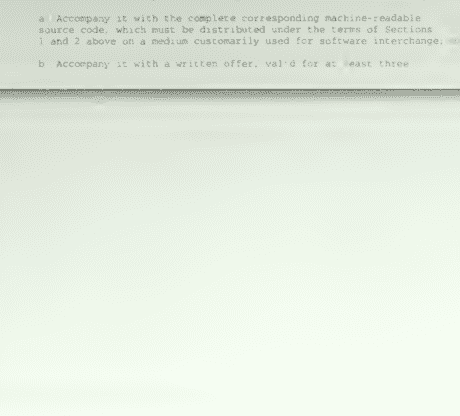 a) Accompany it with the complete corresponding machine-readable
source code, which must be distributed under the terms of Sections
1 and 2 above on a medium customarily used for software interchange;
b Accompany it with a written offer, valid for at least three